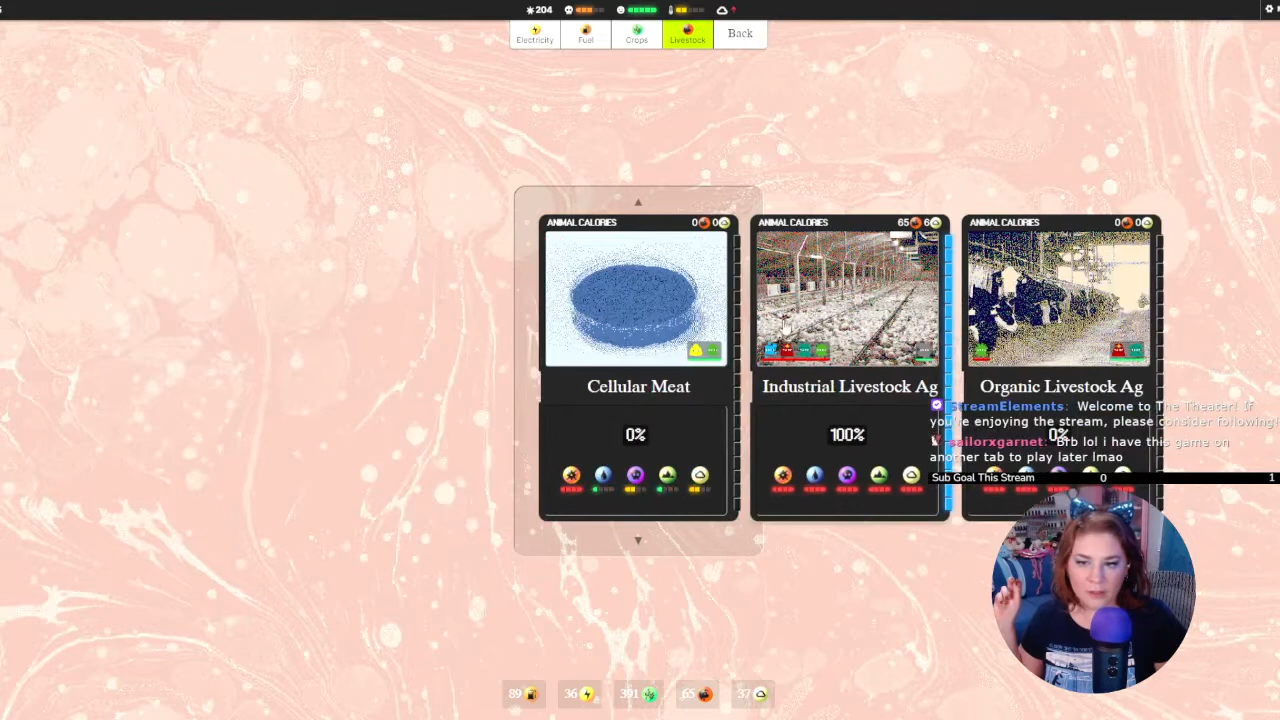 204
Electricity
Fuel
Crops
Livestock
Back
ANIMAL CALORIES 0 0
Cellular Meat
0%
ANIMAL CALORIES 65 6
Industrial Livestock Ag
100%
ANIMAL CALORIES 0 0
Organic Livestock Ag
0%
StreamElements: Welcome to The Theater! If
you're enjoying the stream, please consider following!
sailorxgarnet: Brb lol i have this game on
another tab to play later lmao
Sub Goal This Stream 0 1
89 36 391 65 37